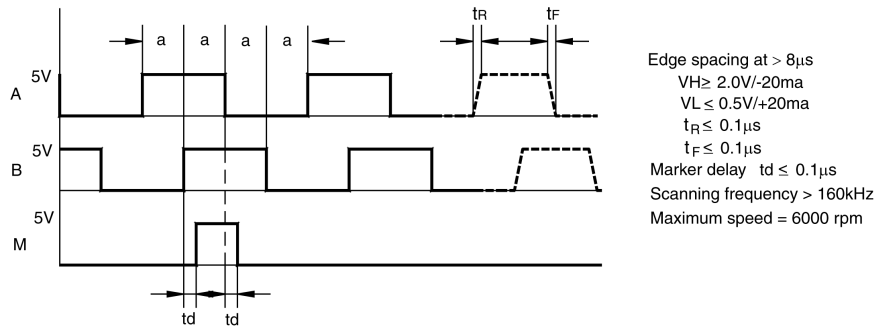 tR tF
a a a a
A 5V
B 5V
M 5V
td td
Edge spacing at > 8μs
VH≥ 2.0V/-20ma
VL ≤ 0.5V/+20ma
tR ≤ 0.1μs
tF ≤ 0.1μs
Marker delay td ≤ 0.1μs
Scanning frequency > 160kHz
Maximum speed = 6000 rpm